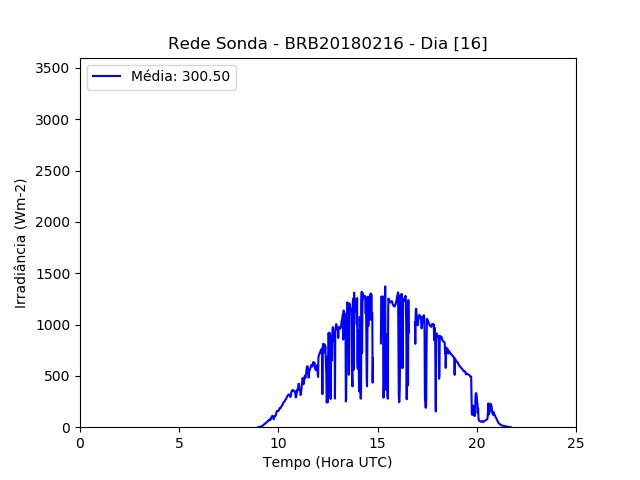 Rede Sonda - BRB20180216 - Dia [16]
Média: 300.50
3500
3000
2500
2000
1500
1000
500
0
Irradiância (Wm-2)
0 5 10 15 20 25
Tempo (Hora UTC)